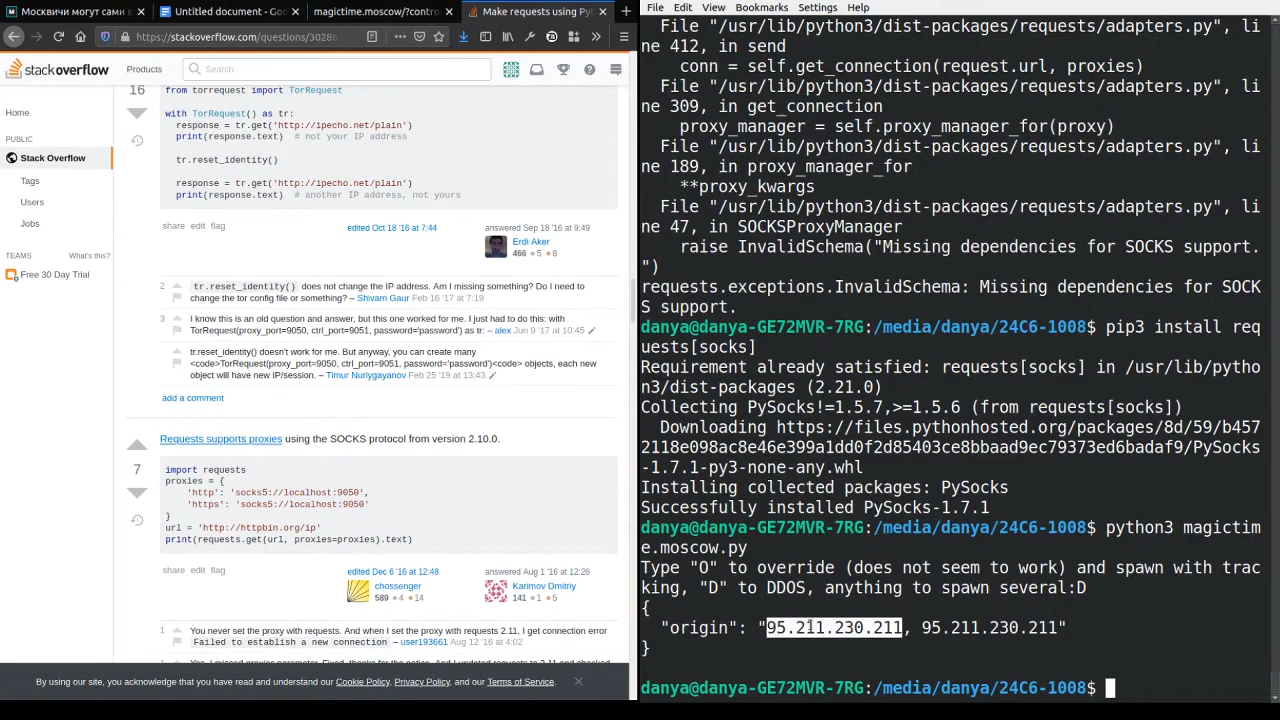 Москвичи могут сами в
Untitled document - Goo
magictime.moscow/?contro
Make requests using Pyt
https://stackoverflow.com/questions/30286
stack overflow
Products
Search...
Home
PUBLIC
Stack Overflow
Tags
Users
Jobs
TEAMS
What's this?
Free 30 Day Trial
16
from torrequest import TorRequest
with TorRequest() as tr:
response = tr.get('http://ipecho.net/plain')
print(response.text) # not your IP address
tr.reset_identity()
response = tr.get('http://ipecho.net/plain')
print(response.text) # another IP address, not yours
share edit flag
edited Oct 18 '16 at 7:44
answered Sep 18 '16 at 9:49
Erdi Aker
466 5 8
2 tr.reset_identity() does not change the IP address. Am I missing something? Do I need to
change the tor config file or something? – Shivam Gaur Feb 16 '17 at 7:19
3 I know this is an old question and answer, but this one worked for me. I just had to do this: with
TorRequest(proxy_port=9050, ctrl_port=9051, password='password') as tr: – alex Jun 9 '17 at 10:45
tr.reset_identity() doesn't work for me. But anyway, you can create many
<code>TorRequest(proxy_port=9050, ctrl_port=9051, password='password')<code> objects, each new
object will have new IP/session. – Timur Nurlygayanov Feb 25 '19 at 13:43
add a comment
Requests supports proxies using the SOCKS protocol from version 2.10.0.
7
import requests
proxies = {
'http': 'socks5://localhost:9050',
'https': 'socks5://localhost:9050'
}
url = 'http://httpbin.org/ip'
print(requests.get(url, proxies=proxies).text)
share edit flag
edited Dec 6 '16 at 12:48
answered Aug 1 '16 at 12:26
chossenger
589 4 14
Karimov Dmitriy
141 1 5
1 You never set the proxy with requests. And when I set the proxy with requests 2.11, I get connection error
Failed to establish a new connection – user193661 Aug 12 '16 at 4:02
By using our site, you acknowledge that you have read and understand our Cookie Policy, Privacy Policy, and our Terms of Service.
File Edit View Bookmarks Settings Help
File "/usr/lib/python3/dist-packages/requests/adapters.py", li
ne 412, in send
conn = self.get_connection(request.url, proxies)
File "/usr/lib/python3/dist-packages/requests/adapters.py", li
ne 309, in get_connection
proxy_manager = self.proxy_manager_for(proxy)
File "/usr/lib/python3/dist-packages/requests/adapters.py", li
ne 189, in proxy_manager_for
**proxy_kwargs
File "/usr/lib/python3/dist-packages/requests/adapters.py", li
ne 47, in SOCKSProxyManager
raise InvalidSchema("Missing dependencies for SOCKS support.
")
requests.exceptions.InvalidSchema: Missing dependencies for SOCK
S support.
danya@danya-GE72MVR-7RG:/media/danya/24C6-1008$ pip3 install req
uests[socks]
Requirement already satisfied: requests[socks] in /usr/lib/pytho
n3/dist-packages (2.21.0)
Collecting PySocks!=1.5.7,>=1.5.6 (from requests[socks])
Downloading https://files.pythonhosted.org/packages/8d/59/b457
2118e098ac8e46e399a1dd0f2d85403ce8bbaad9ec79373ed6badaf9/PySocks
-1.7.1-py3-none-any.whl
Installing collected packages: PySocks
Successfully installed PySocks-1.7.1
danya@danya-GE72MVR-7RG:/media/danya/24C6-1008$ python3 magictim
e.moscow.py
Type "O" to override (does not seem to work) and spawn with trac
king, "D" to DDOS, anything to spawn several:D
{
"origin": "95.211.230.211, 95.211.230.211"
}
danya@danya-GE72MVR-7RG:/media/danya/24C6-1008$